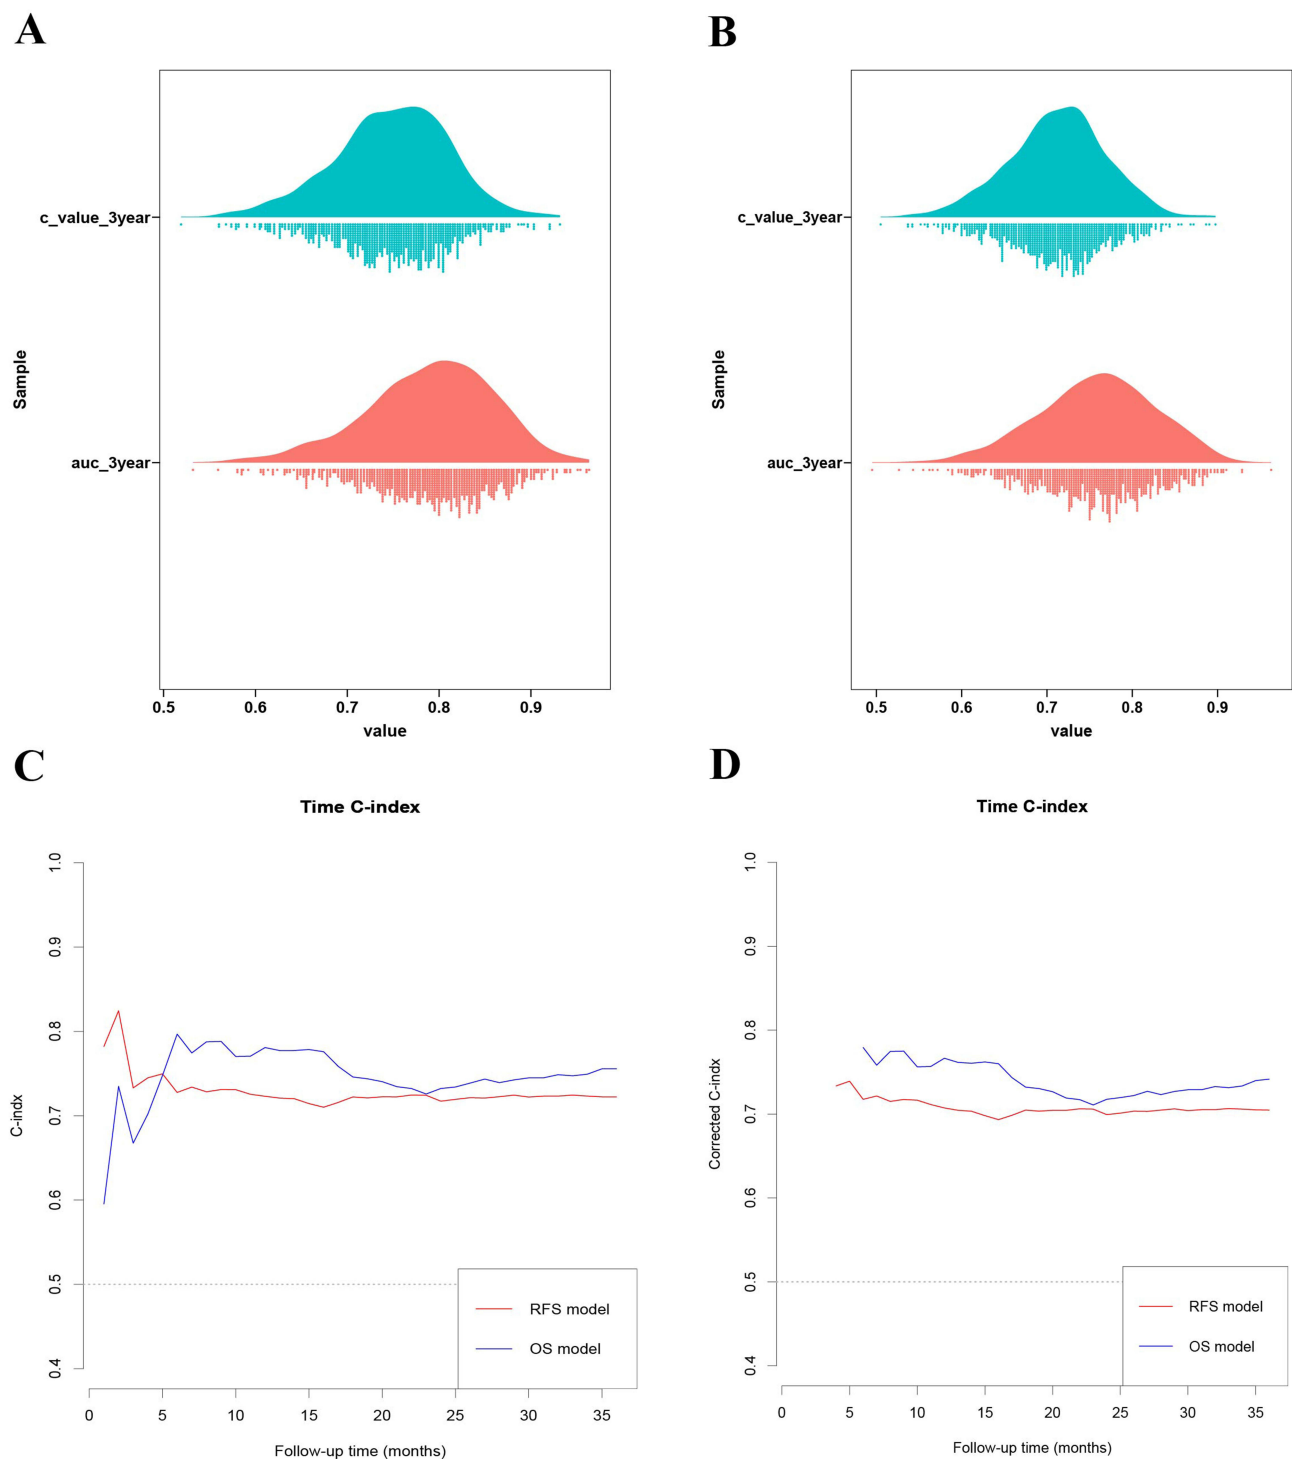 A
c_value_3year
auc_3year
Sample
0.5 0.6 0.7 0.8 0.9
value
B
c_value_3year
auc_3year
Sample
0.5 0.6 0.7 0.8 0.9
value
C
Time C-index
C-indx
1.0
0.9
0.8
0.7
0.6
0.5
0.4
RFS model
OS model
0 5 10 15 20 25 30 35
Follow-up time (months)
D
Time C-index
Corrected C-indx
1.0
0.9
0.8
0.7
0.6
0.5
0.4
RFS model
OS model
0 5 10 15 20 25 30 35
Follow-up time (months)